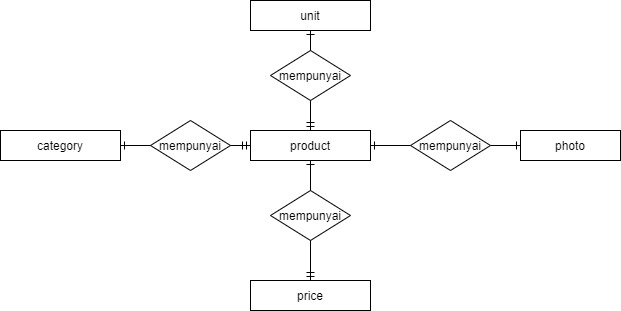 unit
mempunyai
category
mempunyai
product
mempunyai
photo
mempunyai
price